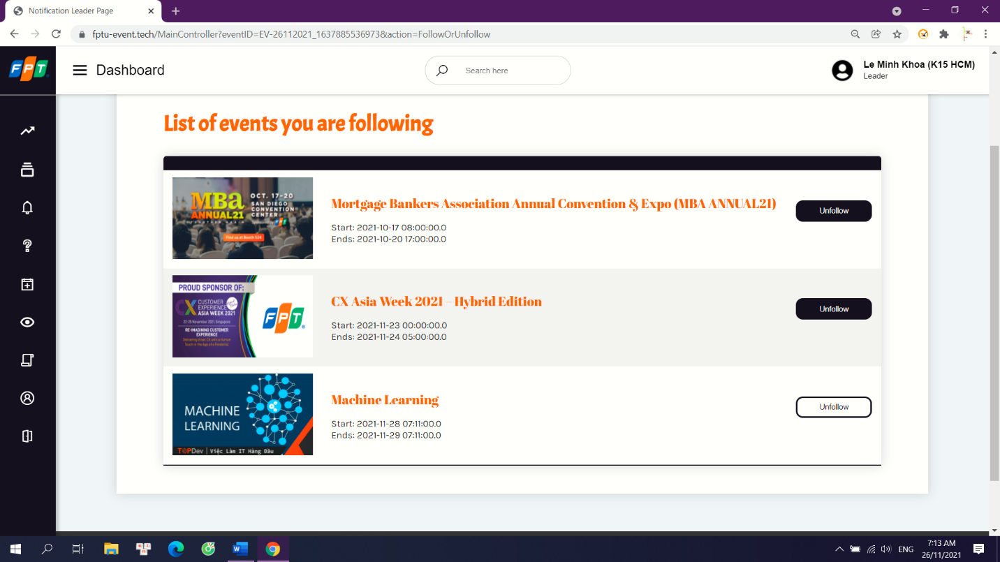 Notification Leader Page
fptu-event.tech/MainController?eventID=EV-26112021_1637885536973&action=FollowOrUnfollow
FPT
Dashboard
Search here
Le Minh Khoa (K15 HCM)
Leader
List of events you are following
MBa
ANNUAL21
OCT. 17-20
SAN DIEGO
CONVENTION
CENTER
Find us at Booth 524
Mortgage Bankers Association Annual Convention & Expo (MBA ANNUAL21)
Start: 2021-10-17 08:00:00.0
Ends: 2021-10-20 17:00:00.0
Unfollow
PROUD SPONSOR OF:
CX CUSTOMER
EXPERIENCE
ASIA WEEK 2021
22-25 November 2021 Singapore
RE-IMAGINING CUSTOMER
EXPERIENCE
Delivering Great CX with a Human
Touch in the Age of a Pandemic
FPT
CX Asia Week 2021 – Hybrid Edition
Start: 2021-11-23 00:00:00.0
Ends: 2021-11-24 05:00:00.0
Unfollow
MACHINE
LEARNING
TOPDev | Việc Làm IT Hàng Đầu
Machine Learning
Start: 2021-11-28 07:11:00.0
Ends: 2021-11-29 07:11:00.0
Unfollow
ENG
7:13 AM
26/11/2021